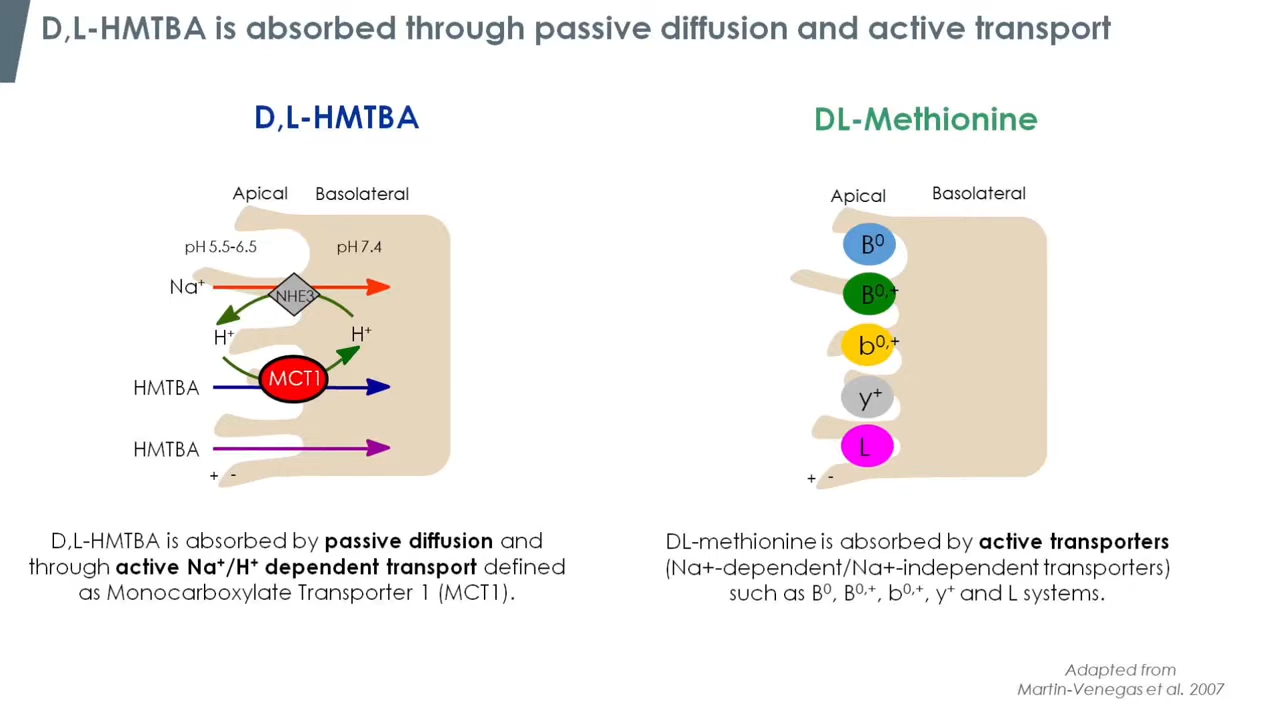 D,L-HMTBA is absorbed through passive diffusion and active transport
D,L-HMTBA
Apical Basolateral
pH 5.5-6.5 pH 7.4
Na⁺
NHE3
H⁺ H⁺
MCT1
HMTBA
HMTBA
+ -
D,L-HMTBA is absorbed by passive diffusion and
through active Na⁺/H⁺ dependent transport defined
as Monocarboxylate Transporter 1 (MCT1).
DL-Methionine
Apical Basolateral
B⁰
B⁰,⁺
b⁰,⁺
y⁺
L
+ -
DL-methionine is absorbed by active transporters
(Na+-dependent/Na+-independent transporters)
such as B⁰, B⁰,⁺, b⁰,⁺, y⁺ and L systems.
Adapted from
Martin-Venegas et al. 2007